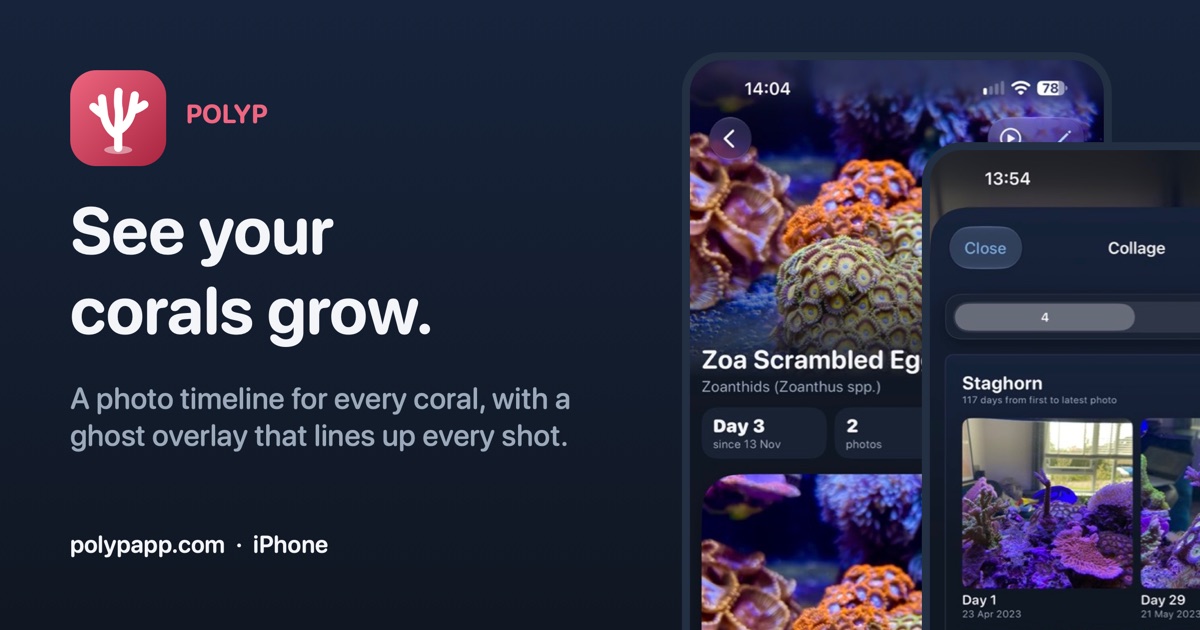 POLYP
See your
corals grow.
A photo timeline for every coral, with a
ghost overlay that lines up every shot.
polypapp.com · iPhone
14:04
78
Zoa Scrambled Eg
Zoanthids (Zoanthus spp.)
Day 3
since 13 Nov
2
photos
13:54
Close
Collage
4
Staghorn
117 days from first to latest photo
Day 1
23 Apr 2023
Day 29
21 May 2023